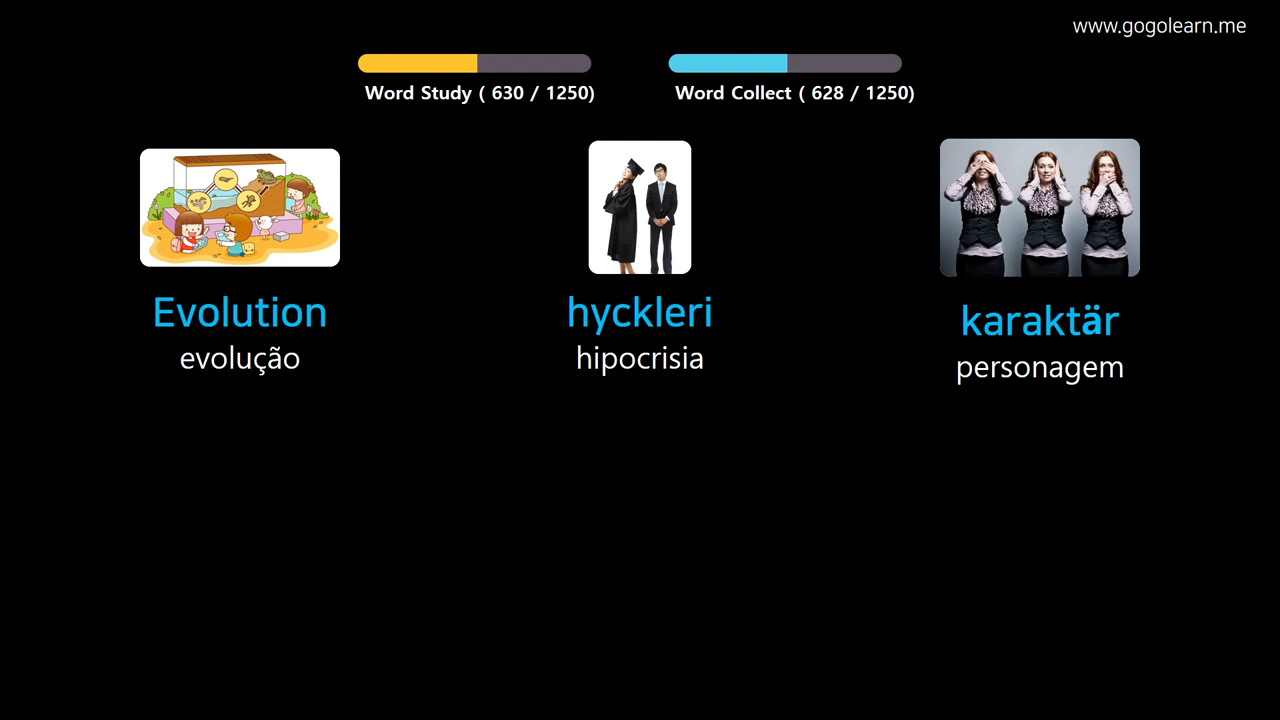 www.gogolearn.me
Word Study ( 630 / 1250)
Word Collect ( 628 / 1250)
Evolution
evolução
hyckleri
hipocrisia
karaktär
personagem